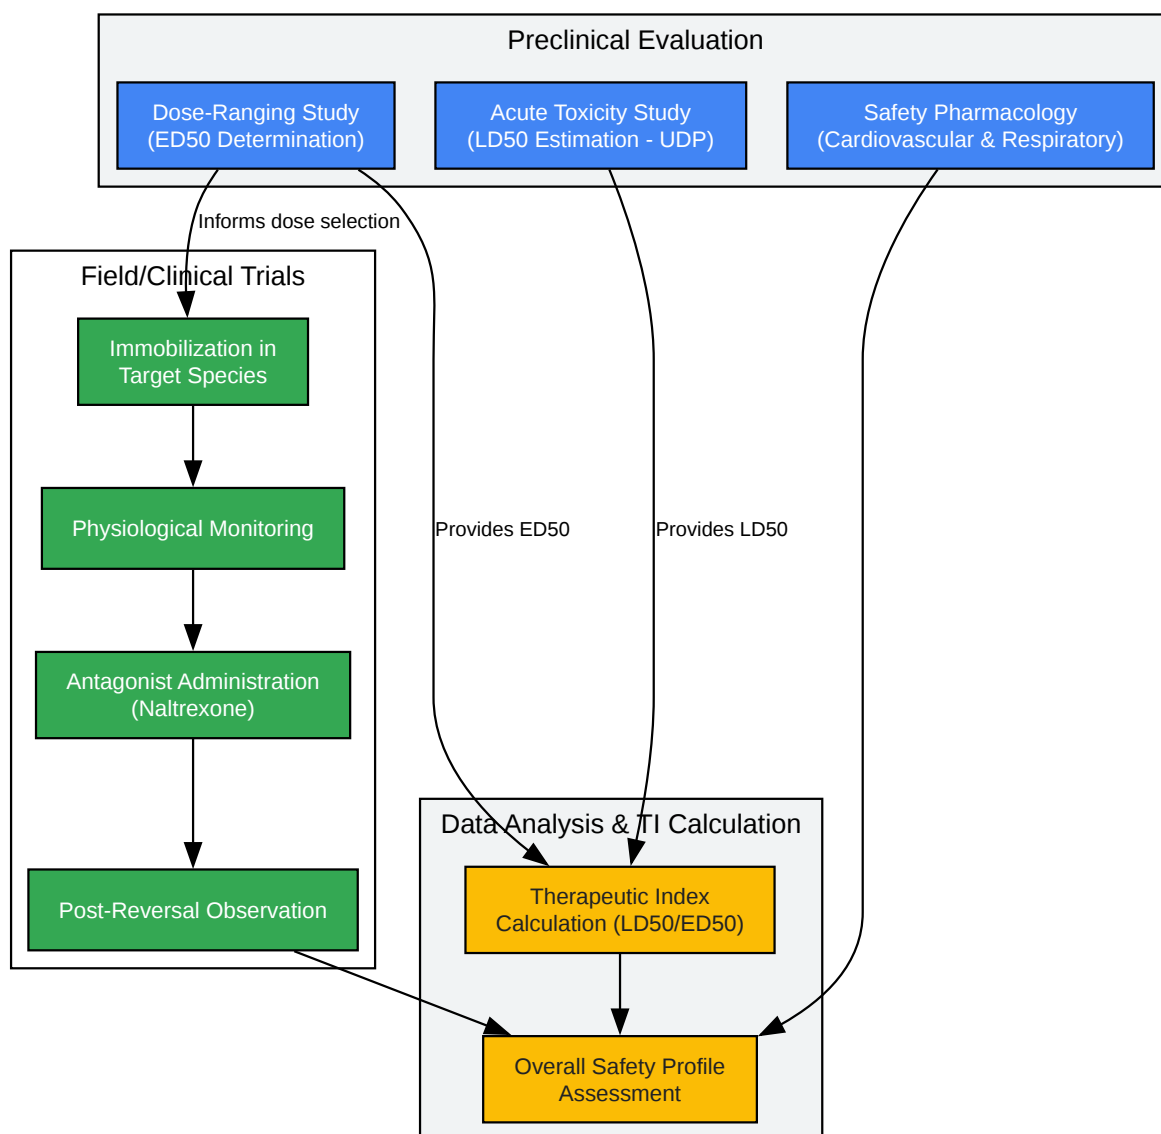 Preclinical Evaluation
Dose-Ranging Study
(ED50 Determination)
Acute Toxicity Study
(LD50 Estimation - UDP)
Safety Pharmacology
(Cardiovascular & Respiratory)
Informs dose selection
Field/Clinical Trials
Immobilization in
Target Species
Physiological Monitoring
Provides ED50
Provides LD50
Antagonist Administration
(Naltrexone)
Data Analysis & TI Calculation
Therapeutic Index
Calculation (LD50/ED50)
Post-Reversal Observation
Overall Safety Profile
Assessment